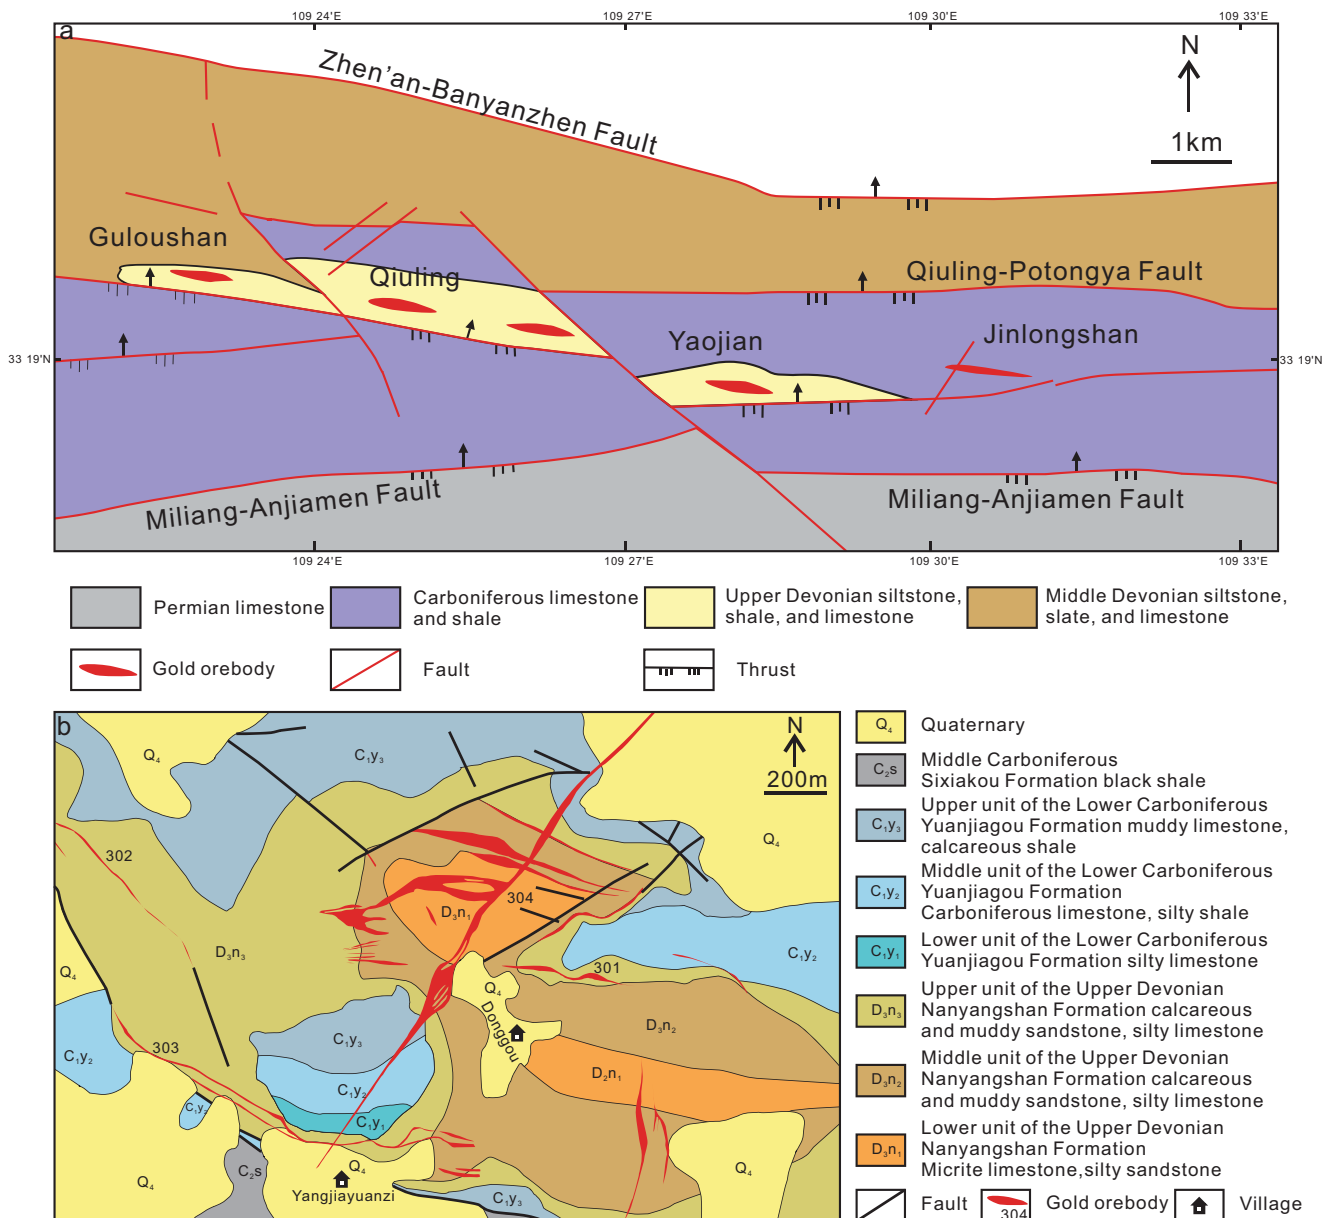 109 24'E
109 27'E
109 30'E
109 33'E
a
Zhen'an-Banyanzhen Fault
N
1km
Guloushan
Qiuling
Qiuling-Potongya Fault
Yaojian
Jinlongshan
33 19'N
33 19'N
Miliang-Anjiamen Fault
Miliang-Anjiamen Fault
109 24'E
109 27'E
109 30'E
109 33'E
Permian limestone
Carboniferous limestone
and shale
Upper Devonian siltstone,
shale, and limestone
Middle Devonian siltstone,
slate, and limestone
Gold orebody
Fault
Thrust
b
N
200m
Q₄
C₁y₃
Q₄
302
304
D₃n₁
D₃n₃
C₁y₂
301
Q₄
Q₄
Donggou
D₃n₂
C₁y₃
303
C₁y₂
D₂n₁
C₁y₂
C₁y₂
C₁y₁
C₂s
Q₄
Q₄
Q₄
Yangjiayuanzi
C₁y₃
Q₄
Quaternary
C₂s
Middle Carboniferous
Sixiakou Formation black shale
C₁y₃
Upper unit of the Lower Carboniferous
Yuanjiagou Formation muddy limestone,
calcareous shale
C₁y₂
Middle unit of the Lower Carboniferous
Yuanjiagou Formation
Carboniferous limestone, silty shale
C₁y₁
Lower unit of the Lower Carboniferous
Yuanjiagou Formation silty limestone
D₃n₃
Upper unit of the Upper Devonian
Nanyangshan Formation calcareous
and muddy sandstone, silty limestone
D₃n₂
Middle unit of the Upper Devonian
Nanyangshan Formation calcareous
and muddy sandstone, silty limestone
D₃n₁
Lower unit of the Upper Devonian
Nanyangshan Formation
Micrite limestone,silty sandstone
Fault
304
Gold orebody
Village